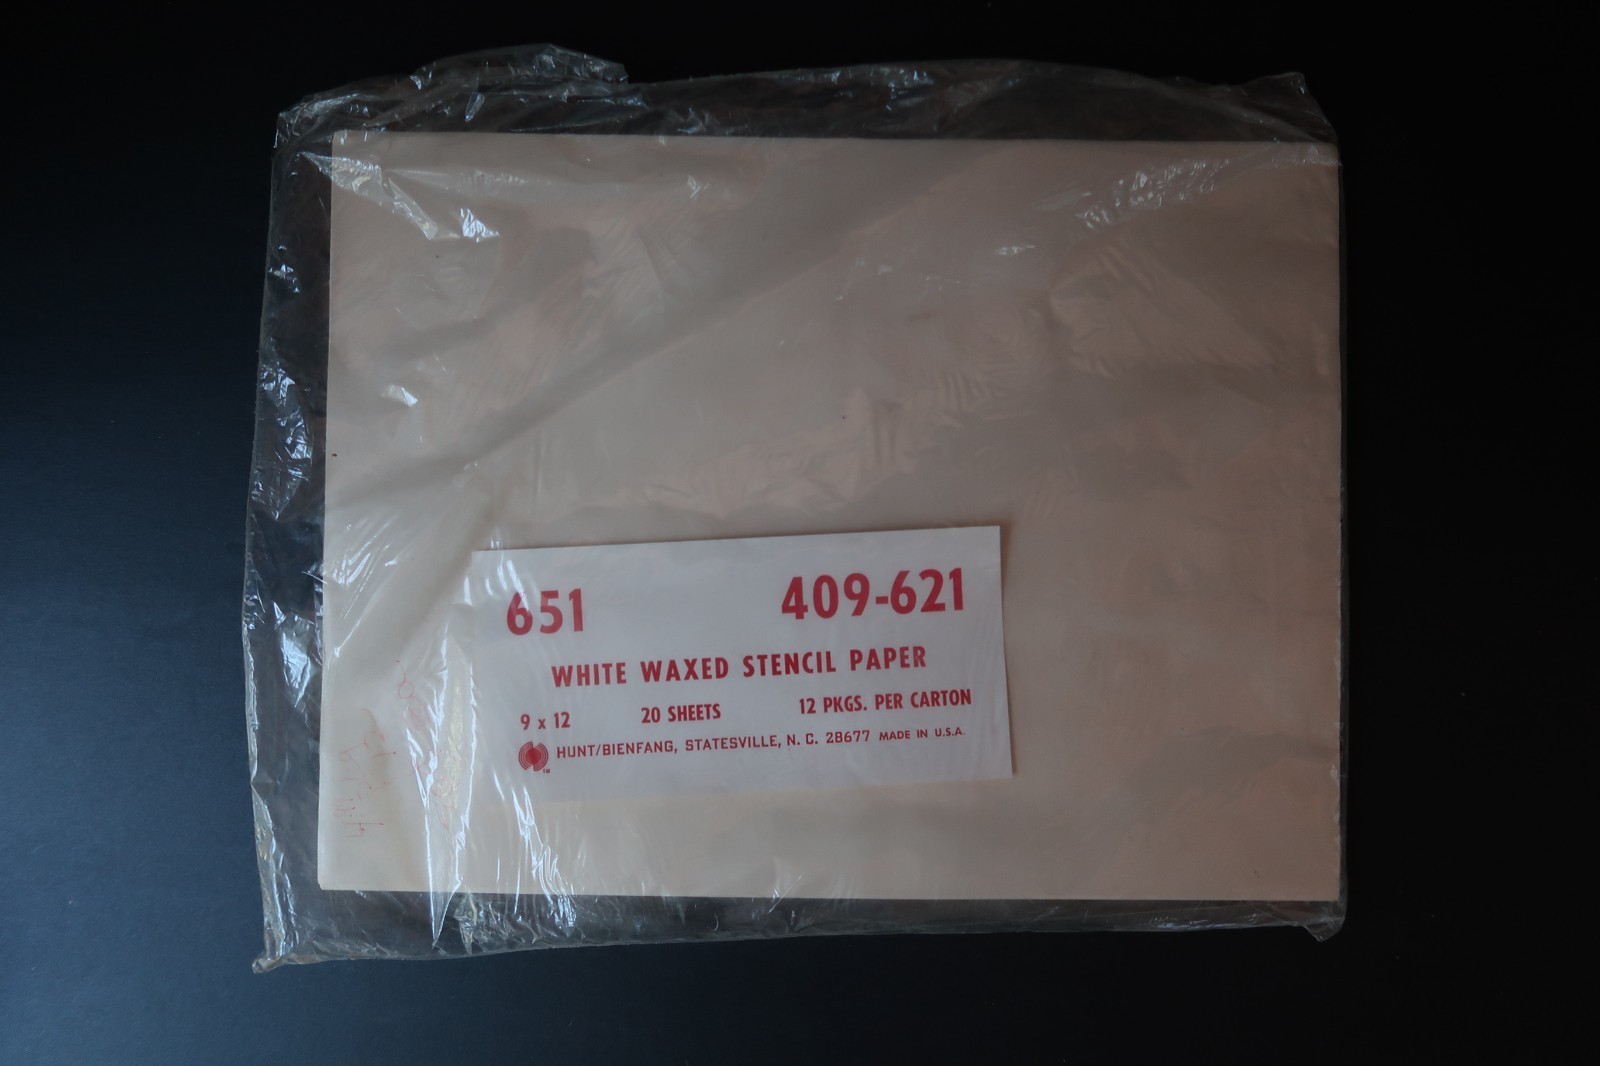 651 409-621
WHITE WAXED STENCIL PAPER
9 x 12 20 SHEETS 12 PKGS. PER CARTON
HUNT/BIENFANG, STATESVILLE, N. C. 28677 MADE IN U.S.A.
TM